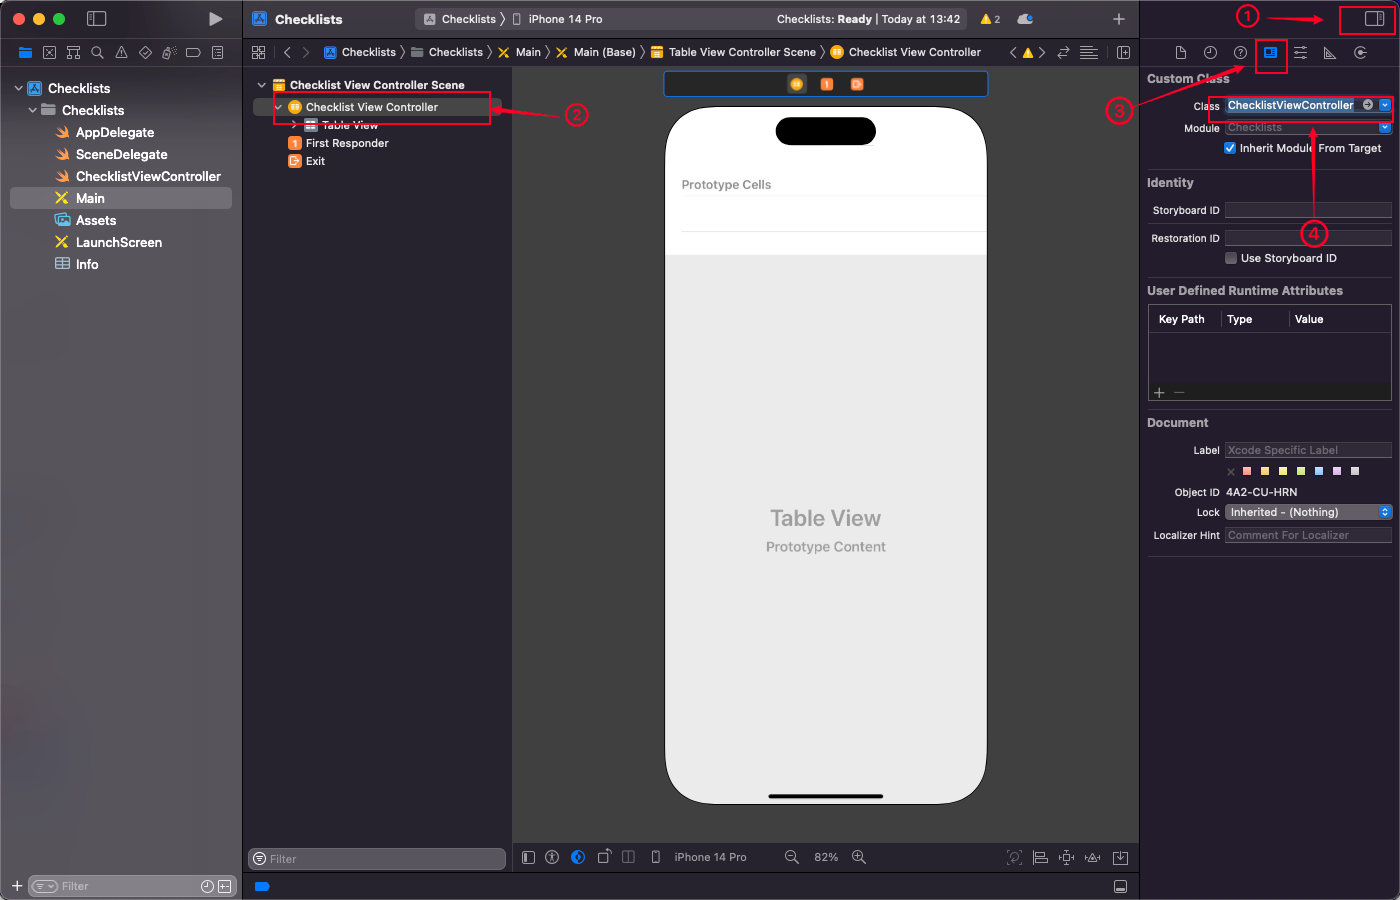 Checklists
Checklists
iPhone 14 Pro
Checklists: Ready | Today at 13:42
2
1
Checklists
Checklists
Main
Main (Base)
Table View Controller Scene
Checklist View Controller
Checklists
Checklists
AppDelegate
SceneDelegate
ChecklistViewController
Main
Assets
LaunchScreen
Info
Filter
Checklist View Controller Scene
Checklist View Controller
Table View
1 First Responder
Exit
2
Filter
1
Prototype Cells
Table View
Prototype Content
iPhone 14 Pro
82%
3
Custom Class
Class ChecklistViewController
Module Checklists
Inherit Module From Target
Identity
Storyboard ID
Restoration ID
4
Use Storyboard ID
User Defined Runtime Attributes
Key Path Type Value
Document
Label Xcode Specific Label
Object ID 4A2-CU-HRN
Lock Inherited - (Nothing)
Localizer Hint Comment For Localizer